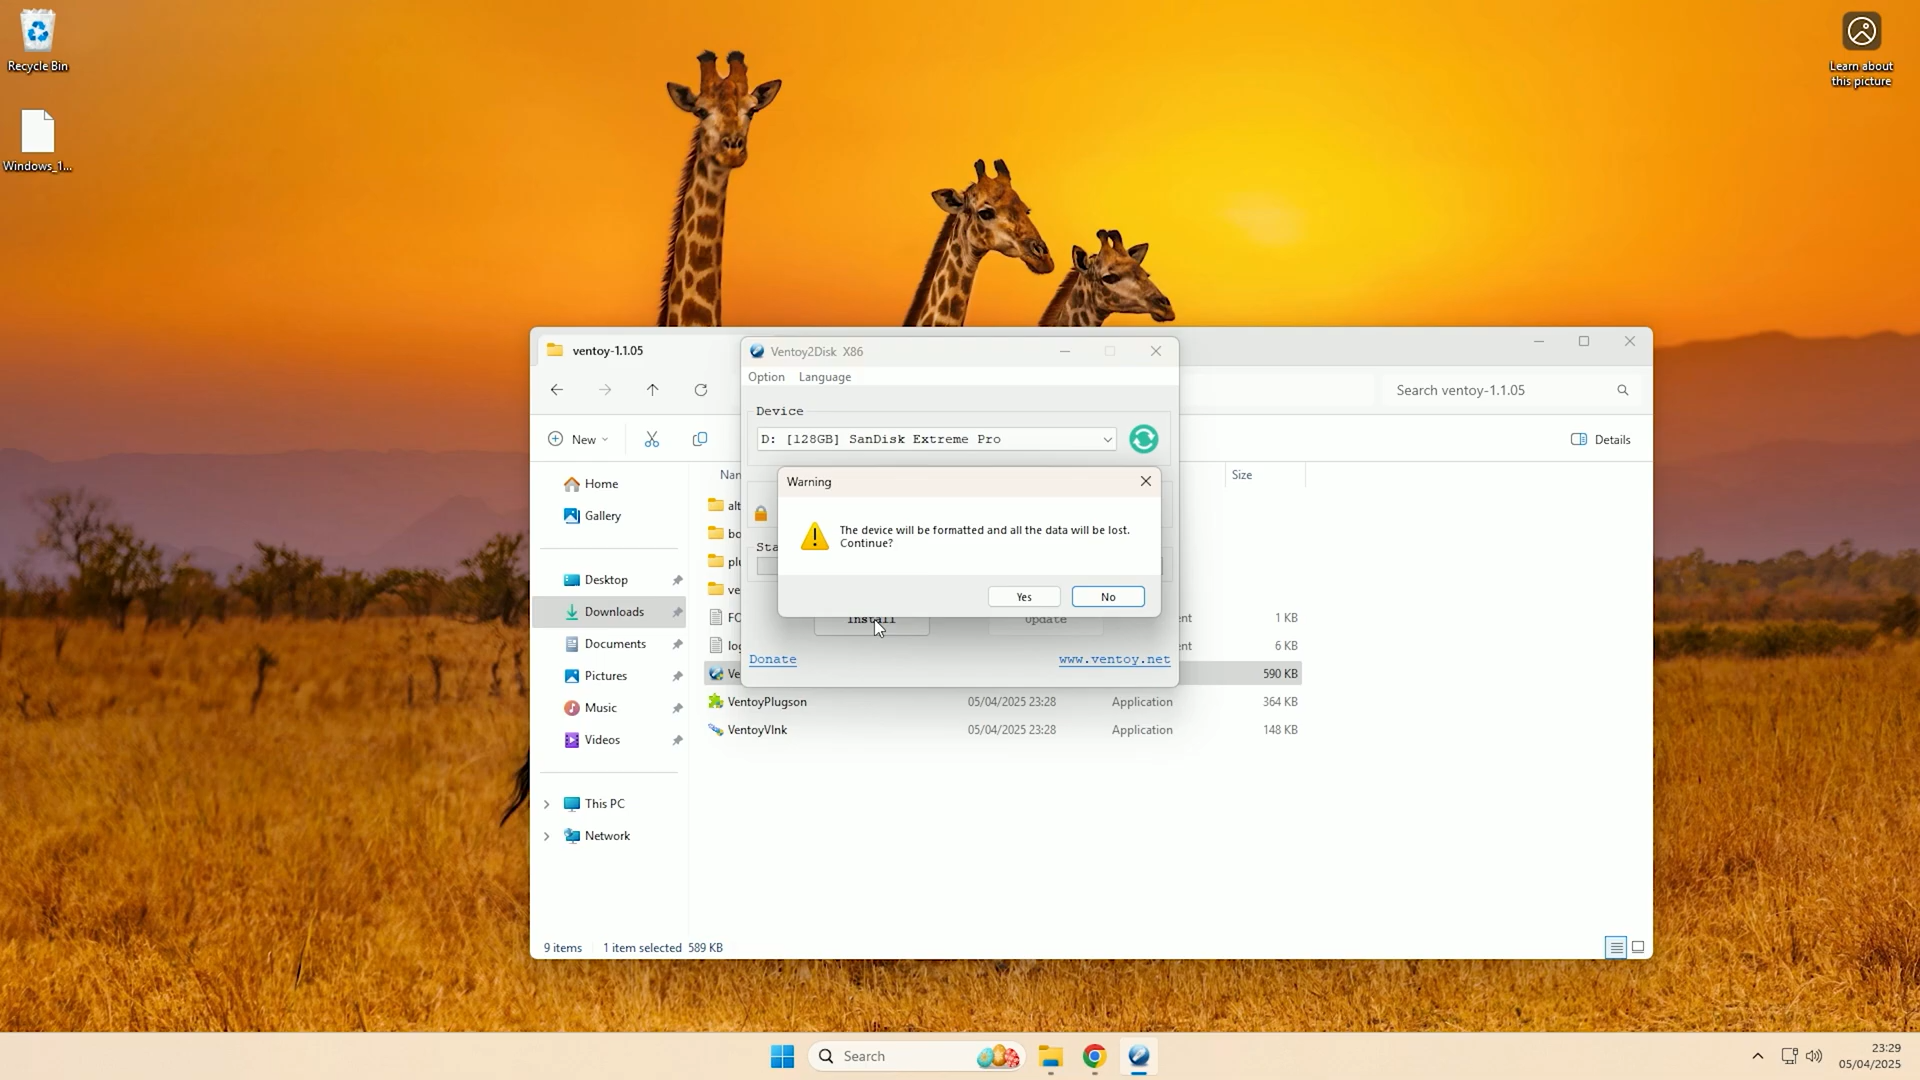 Recycle Bin
Windows_1...
Learn about
this picture
ventoy-1.1.05
Search ventoy-1.1.05
New
Details
Home
Gallery
Desktop
Downloads
Documents
Pictures
Music
Videos
This PC
Network
Size
1 KB
6 KB
590 KB
VentoyPlugson 05/04/2025 23:28 Application 364 KB
VentoyVlnk 05/04/2025 23:28 Application 148 KB
9 items 1 item selected 589 KB
Ventoy2Disk X86
Option Language
Device
D: [128GB] SanDisk Extreme Pro
Warning
The device will be formatted and all the data will be lost.
Continue?
Yes No
Install Update
Donate www.ventoy.net
Search
23:29
05/04/2025